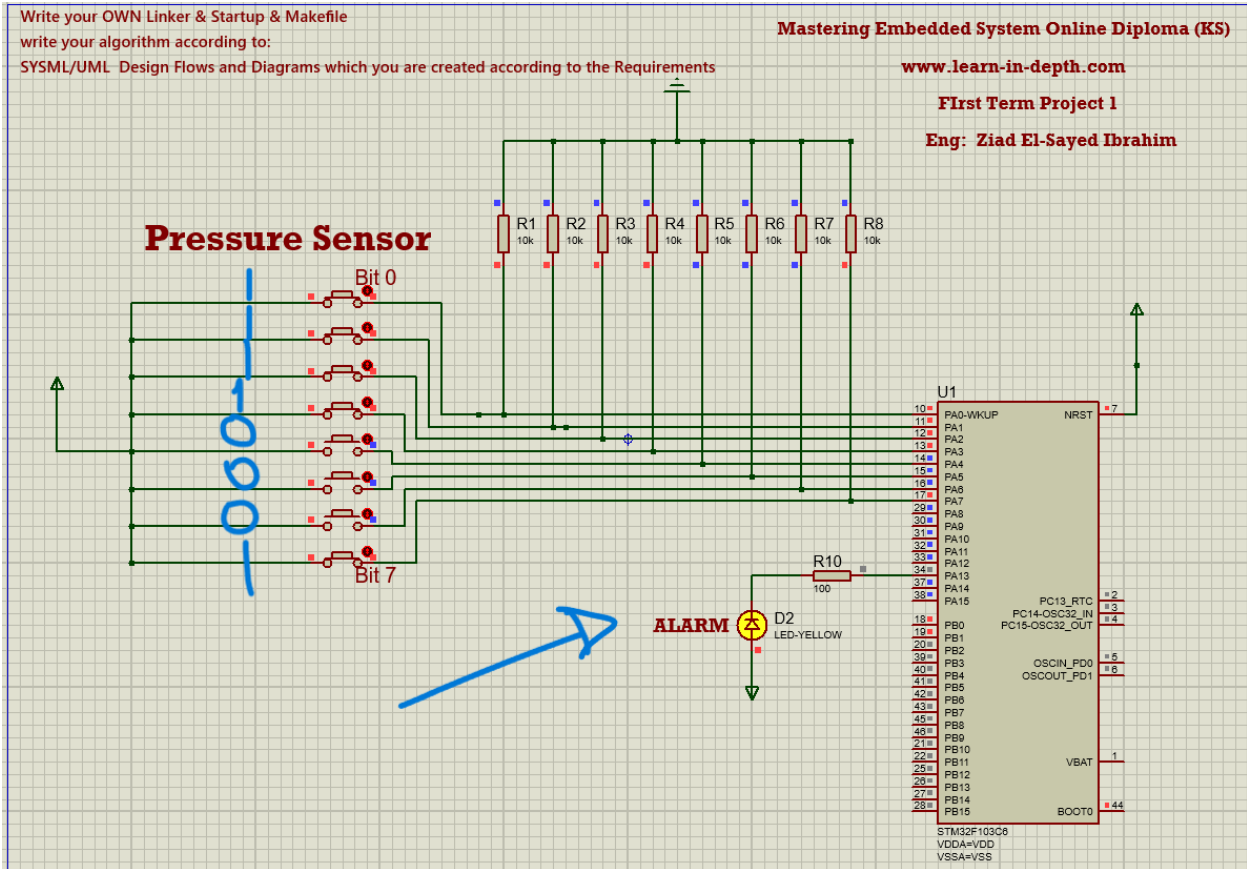 Write your OWN Linker & Startup & Makefile
write your algorithm according to:
SYSML/UML Design Flows and Diagrams which you are created according to the Requirements
Mastering Embedded System Online Diploma (KS)
www.learn-in-depth.com
FIrst Term Project 1
Eng: Ziad El-Sayed Ibrahim
R1
10k
R2
10k
R3
10k
R4
10k
R5
10k
R6
10k
R7
10k
R8
10k
Pressure Sensor
Bit 0
1
0
0
0
Bit 7
R10
100
ALARM
D2
LED-YELLOW
U1
10 PA0-WKUP
11 PA1
12 PA2
13 PA3
14 PA4
15 PA5
16 PA6
17 PA7
29 PA8
30 PA9
31 PA10
32 PA11
33 PA12
34 PA13
37 PA14
38 PA15
18 PB0
19 PB1
20 PB2
39 PB3
40 PB4
41 PB5
42 PB6
43 PB7
45 PB8
46 PB9
21 PB10
22 PB11
25 PB12
26 PB13
27 PB14
28 PB15
NRST 7
PC13_RTC 2
PC14-OSC32_IN 3
PC15-OSC32_OUT 4
OSCIN_PD0 5
OSCOUT_PD1 6
VBAT 1
BOOT0 44
STM32F103C6
VDDA=VDD
VSSA=VSS